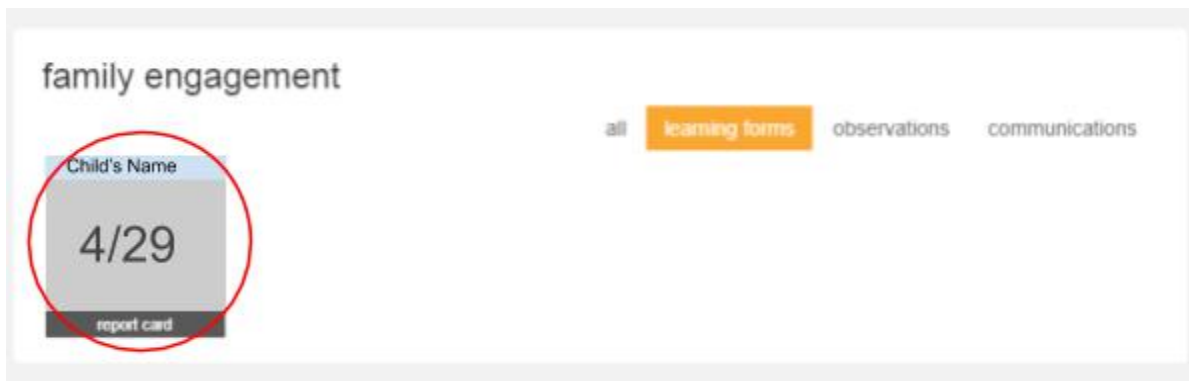 family engagement
all learning forms observations communications
Child's Name
4/29
report card